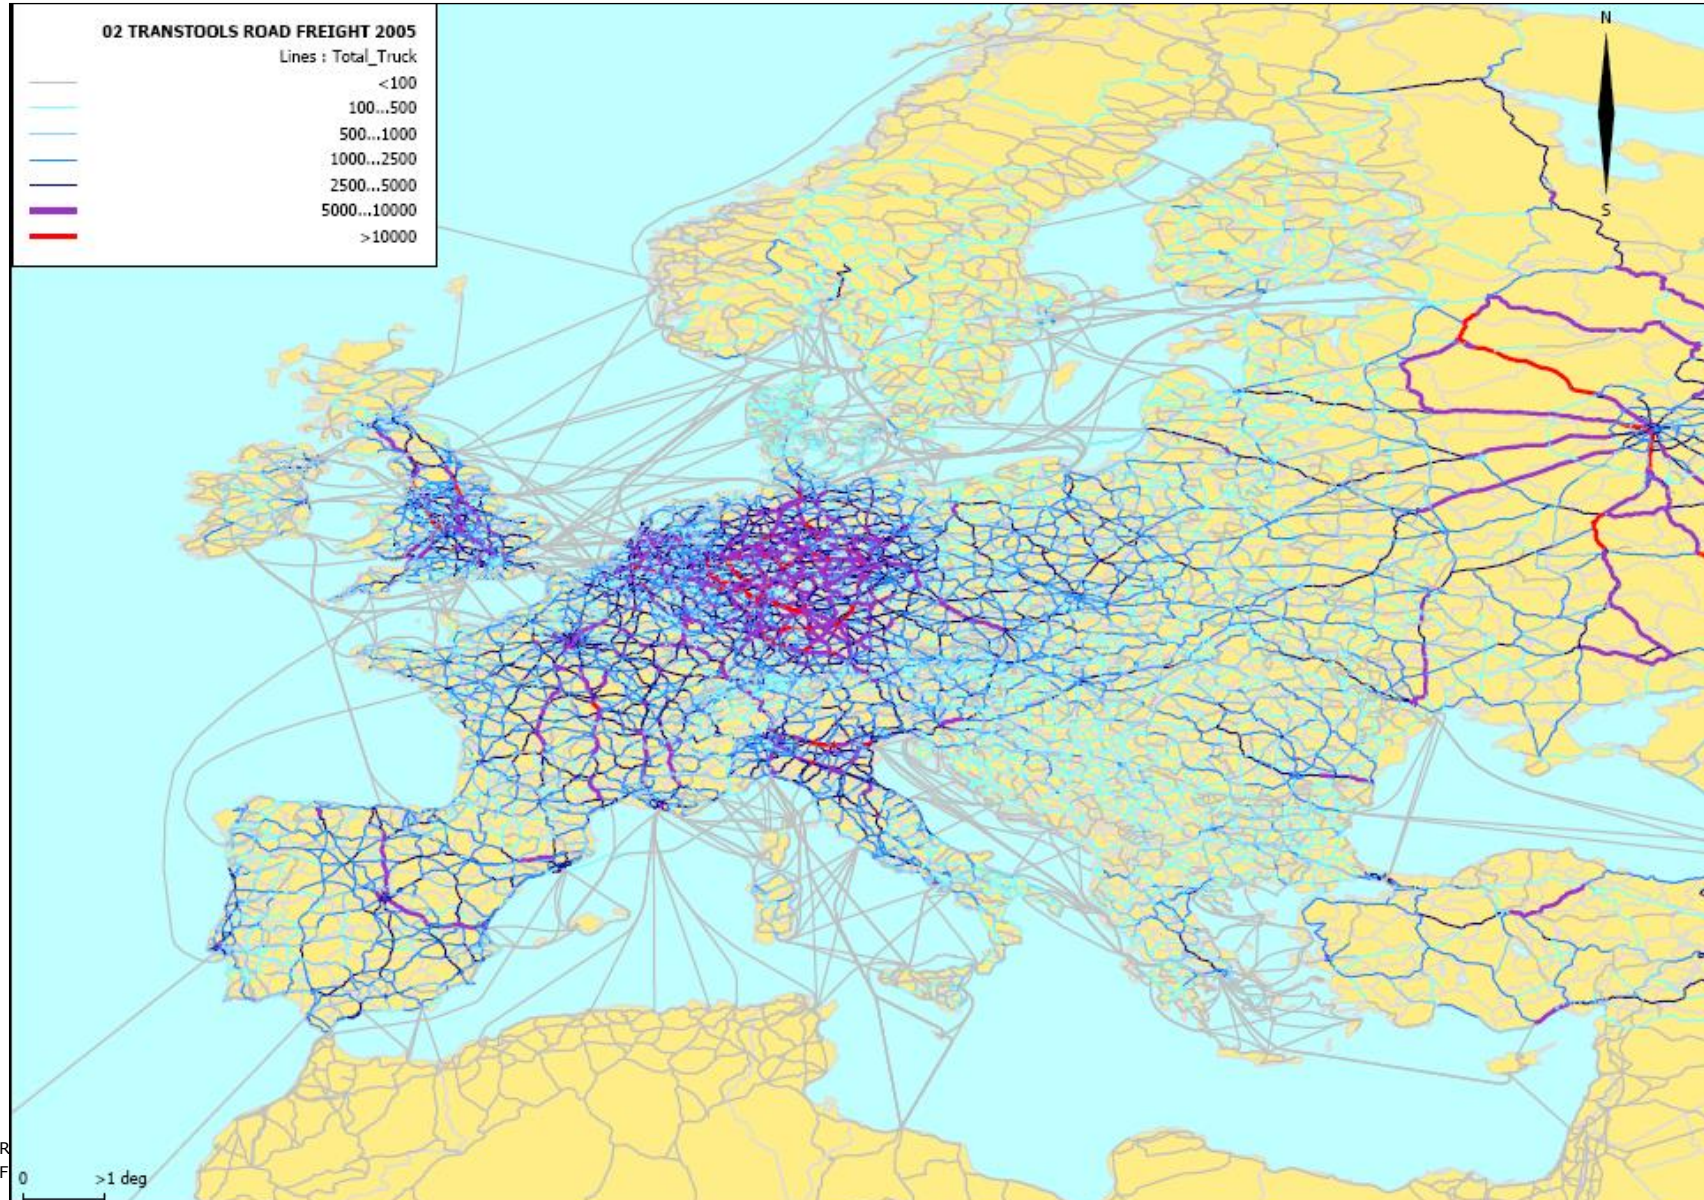 02 TRANSTOOLS ROAD FREIGHT 2005
Lines : Total_Truck
<100
100...500
500...1000
1000...2500
2500...5000
5000...10000
>10000
N
S
R
F
0 >1 deg